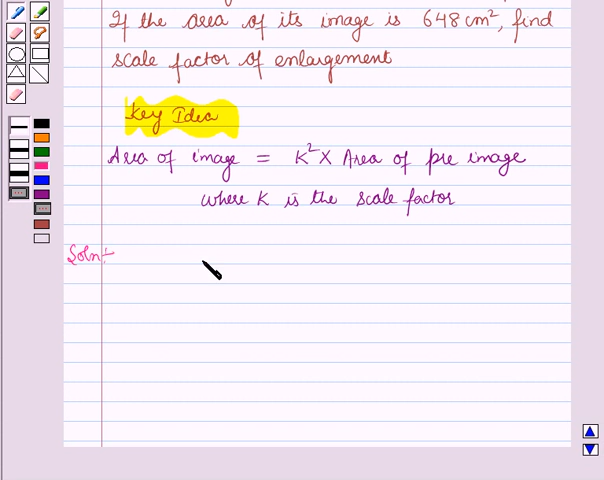 If the area of its image is 648 cm², find
scale factor of enlargement
Key Idea
Area of image = K² X Area of pre image
where K is the scale factor
Soln:-